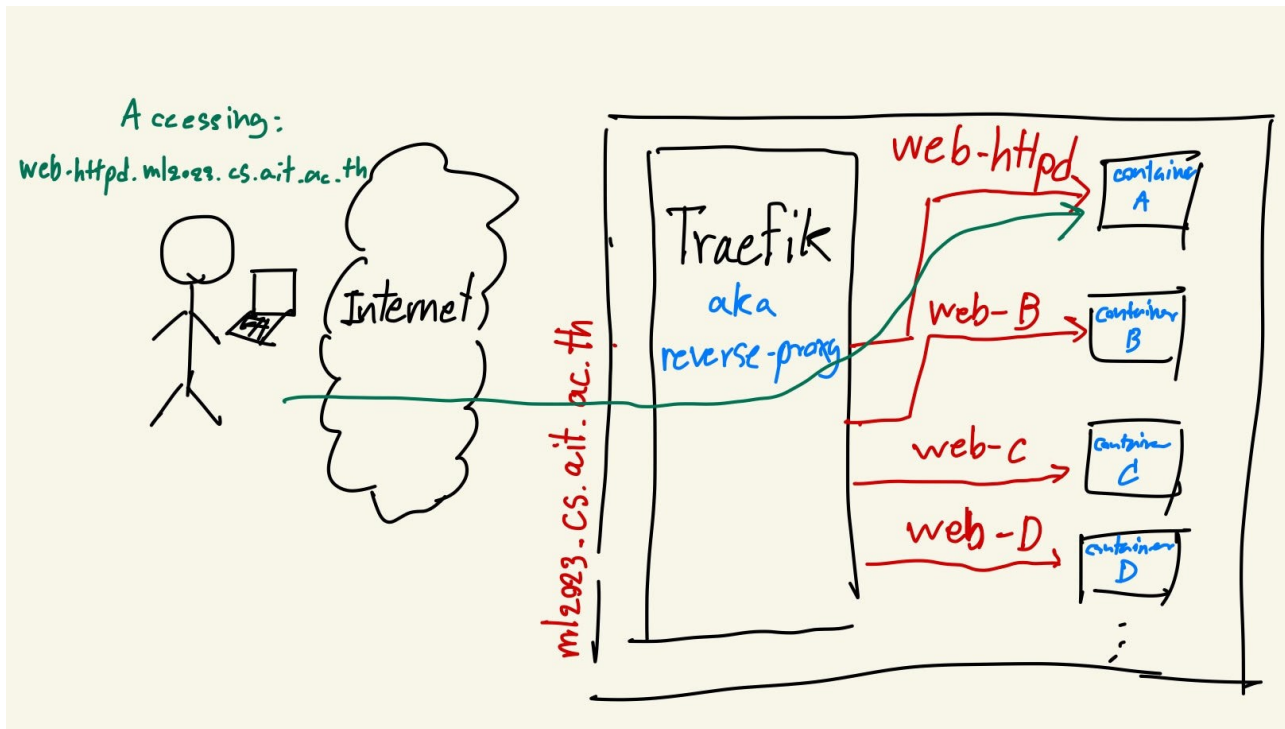 Accessing:
web-httpd.ml2023.cs.ait.ac.th
Internet
ml2023.cs.ait.ac.th
Traefik
aka
reverse-proxy
web-httpd
container
A
web-B
container
B
web-c
container
C
web-D
container
D